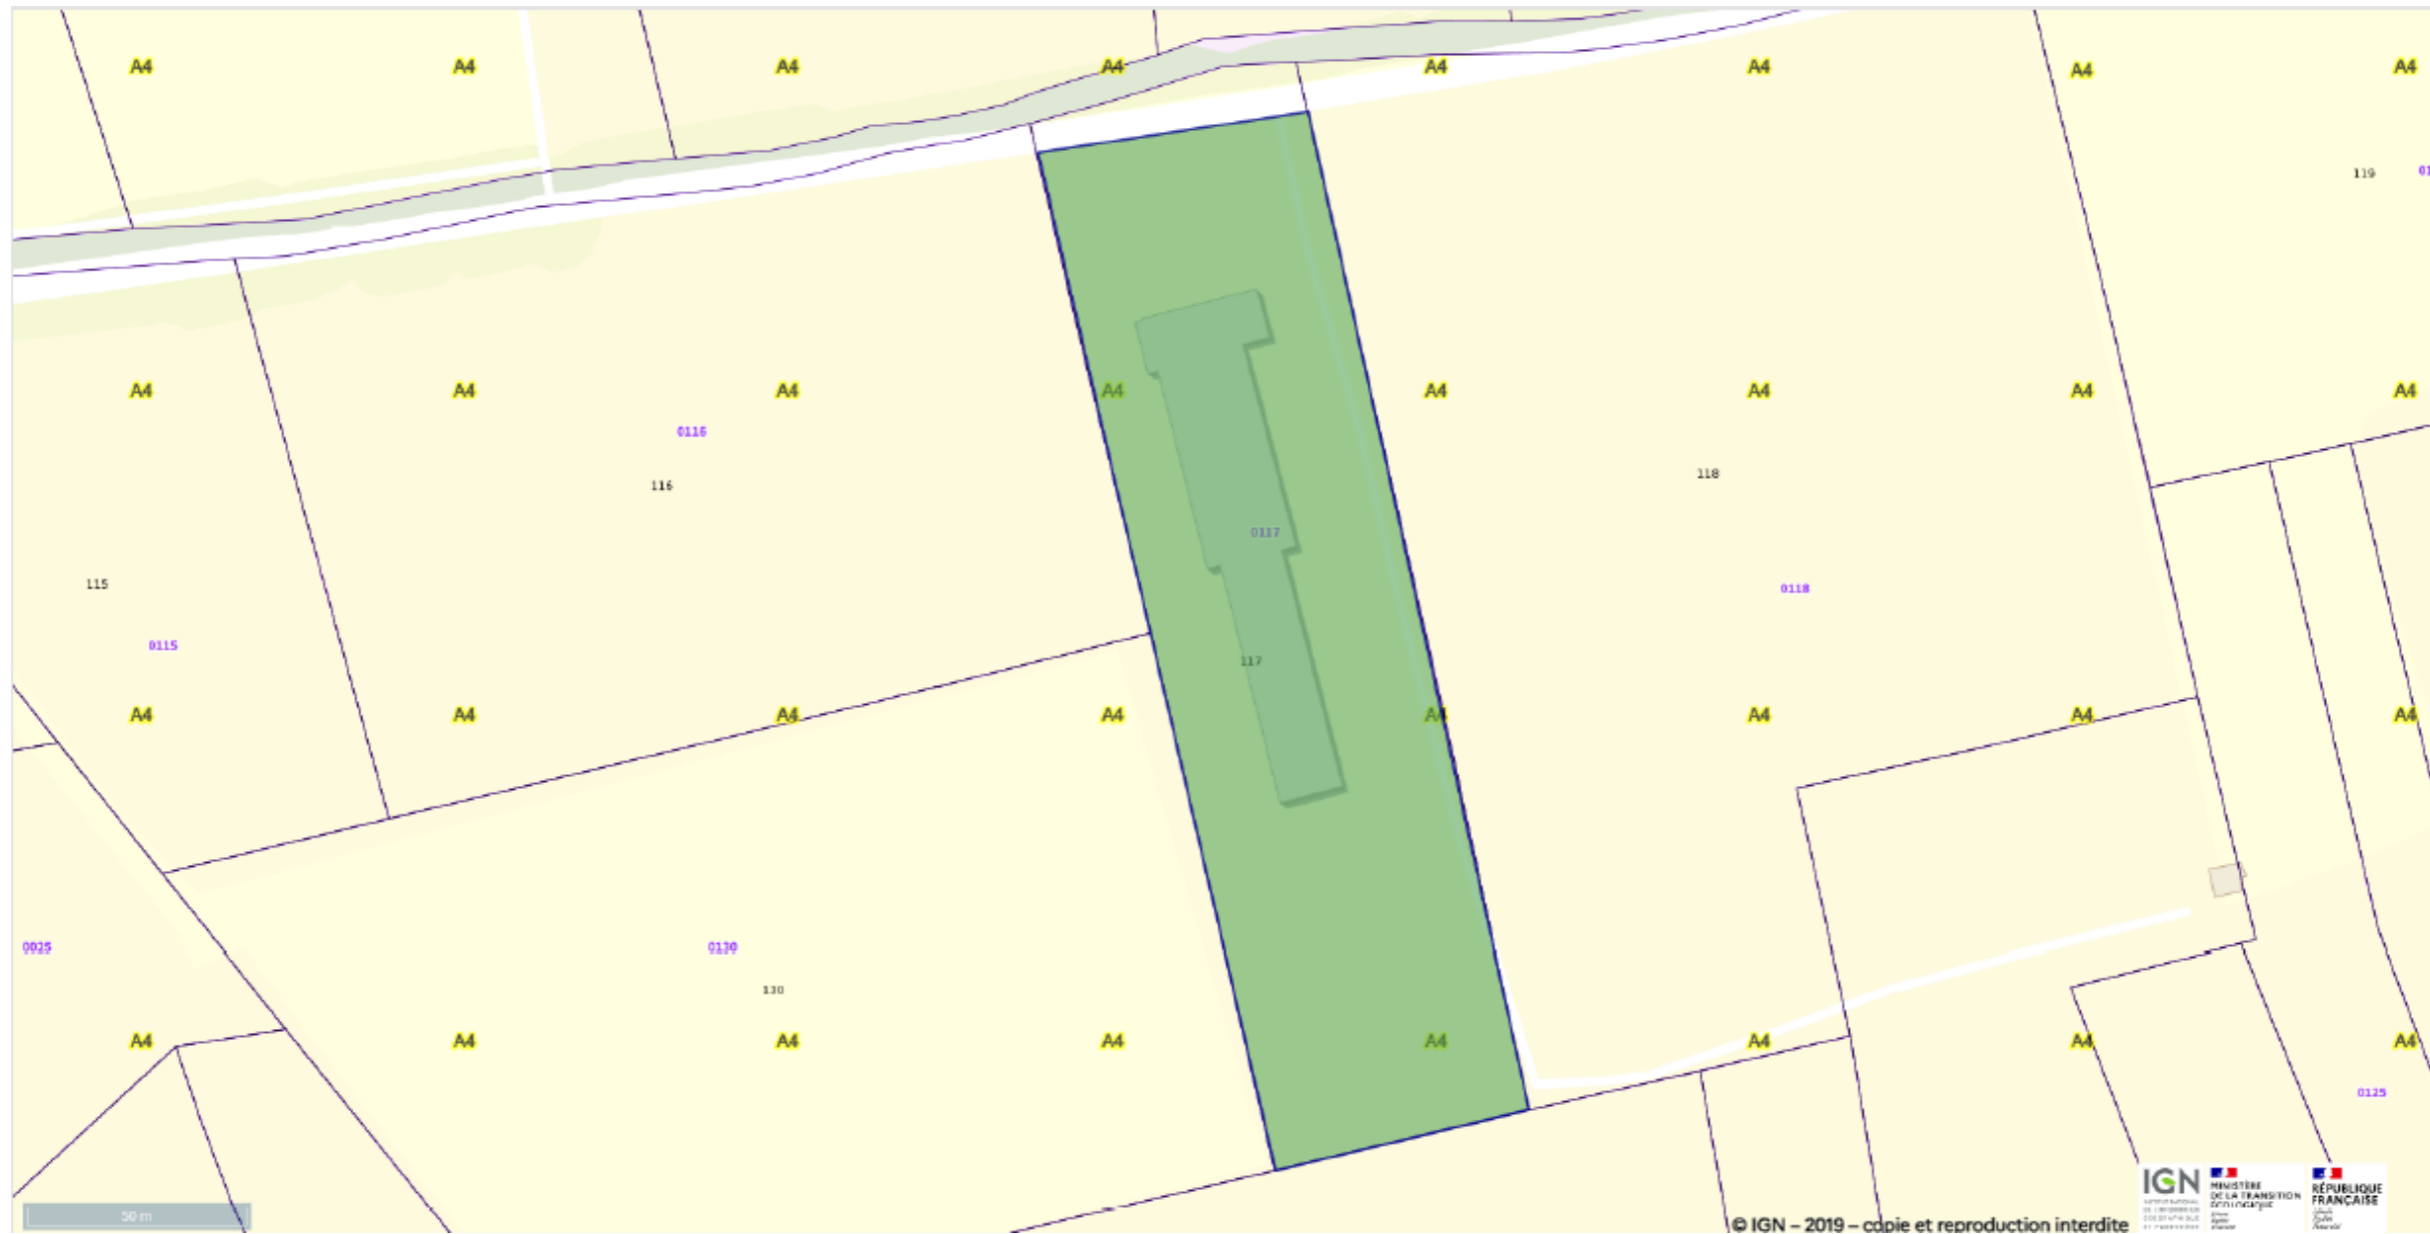 A4 A4 A4 A4 A4 A4 A4 A4
119
A4 A4 A4 A4 A4 A4 A4 A4
0116
116
118
0117
115
0118
0115
117
A4 A4 A4 A4 A4 A4 A4 A4
0025
0130
130
A4 A4 A4 A4 A4 A4 A4 A4
0125
50 m
© IGN – 2019 – copie et reproduction interdite
IGN
MINISTÈRE
DE LA TRANSITION
ÉCOLOGIQUE
RÉPUBLIQUE
FRANÇAISE